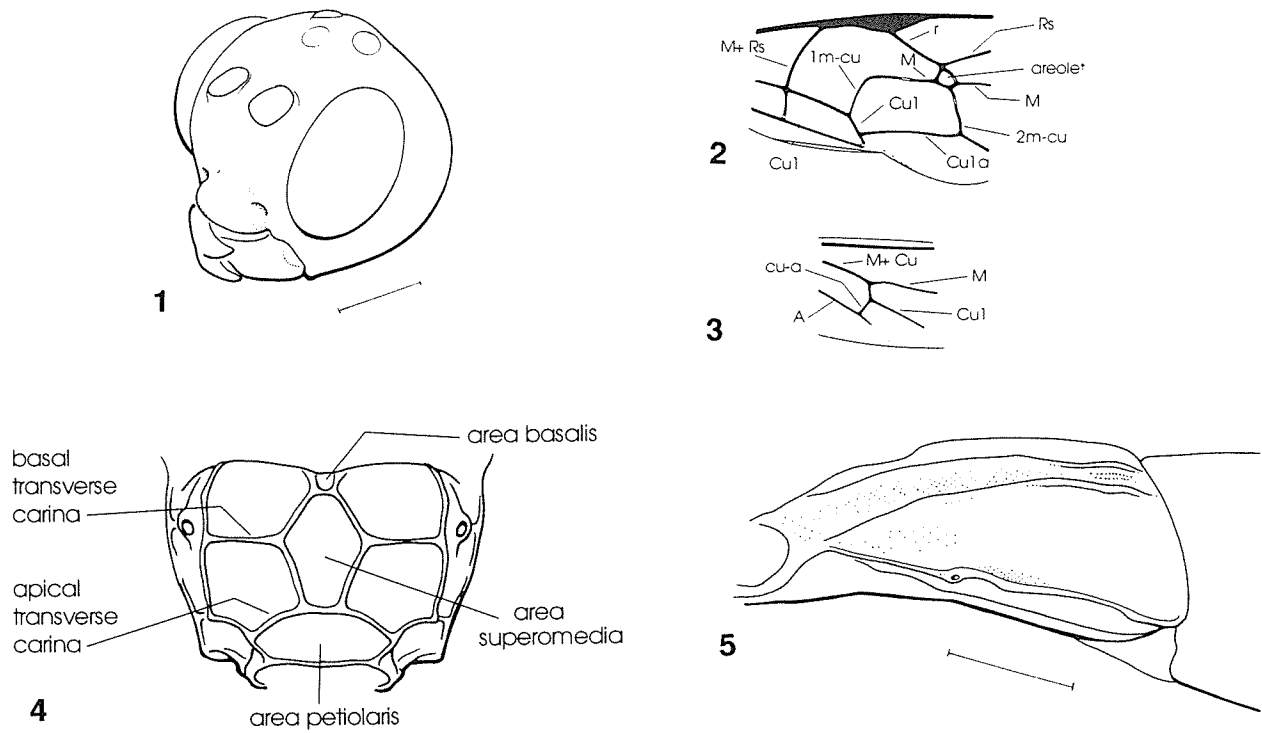 1
M+ Rs
1m-cu
M
r
Rs
areolet
M
Cu1
2m-cu
2
Cu1
Cu1a
cu-a
M+ Cu
M
A
Cu1
3
area basalis
basal
transverse
carina
apical
transverse
carina
area
superomedia
area petiolaris
4
5